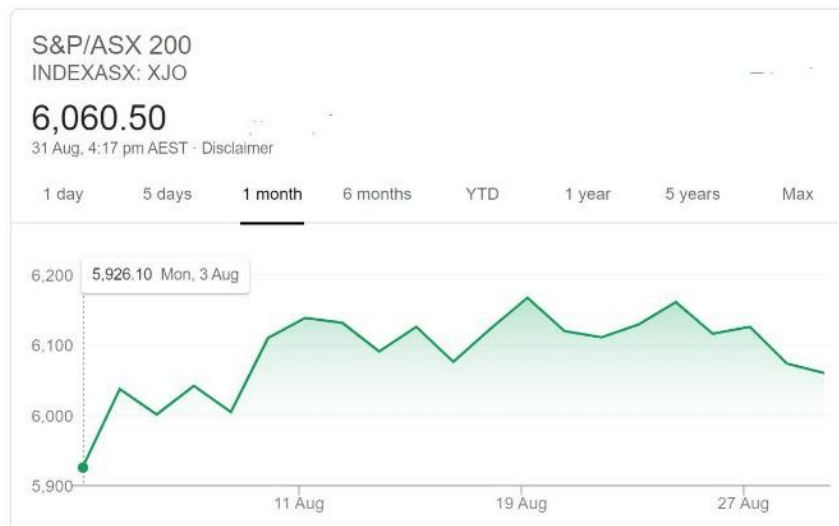 S&P/ASX 200
INDEXASX: XJO
6,060.50
31 Aug, 4:17 pm AEST · Disclaimer
1 day 5 days 1 month 6 months YTD 1 year 5 years Max
6,200 5,926.10 Mon, 3 Aug
6,100
6,000
5,900
11 Aug 19 Aug 27 Aug